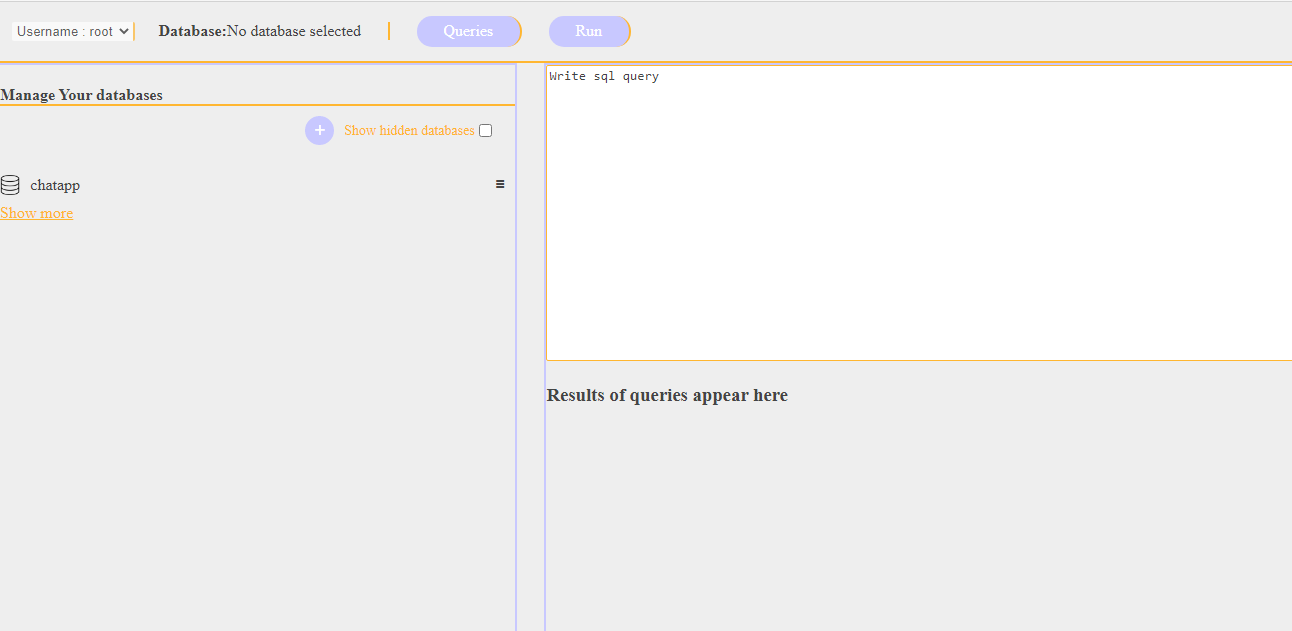 Username : root Database:No database selected Queries Run
Manage Your databases
+ Show hidden databases
chatapp
Show more
Write sql query
Results of queries appear here